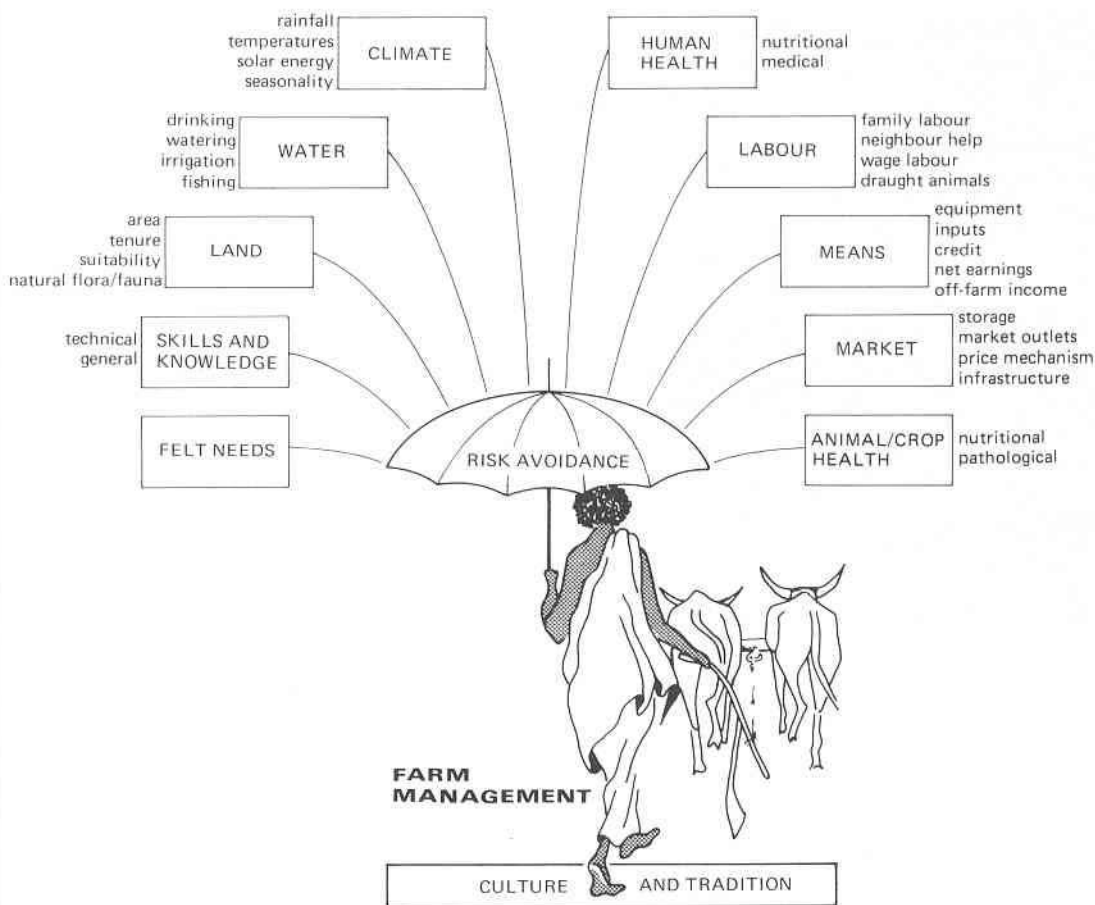 rainfall
temperatures
solar energy
seasonality
CLIMATE
HUMAN
HEALTH
nutritional
medical
drinking
watering
irrigation
fishing
WATER
LABOUR
family labour
neighbour help
wage labour
draught animals
area
tenure
suitability
natural flora/fauna
LAND
MEANS
equipment
inputs
credit
net earnings
off-farm income
technical
general
SKILLS AND
KNOWLEDGE
MARKET
storage
market outlets
price mechanism
infrastructure
FELT NEEDS
RISK AVOIDANCE
ANIMAL/CROP
HEALTH
nutritional
pathological
FARM
MANAGEMENT
CULTURE AND TRADITION